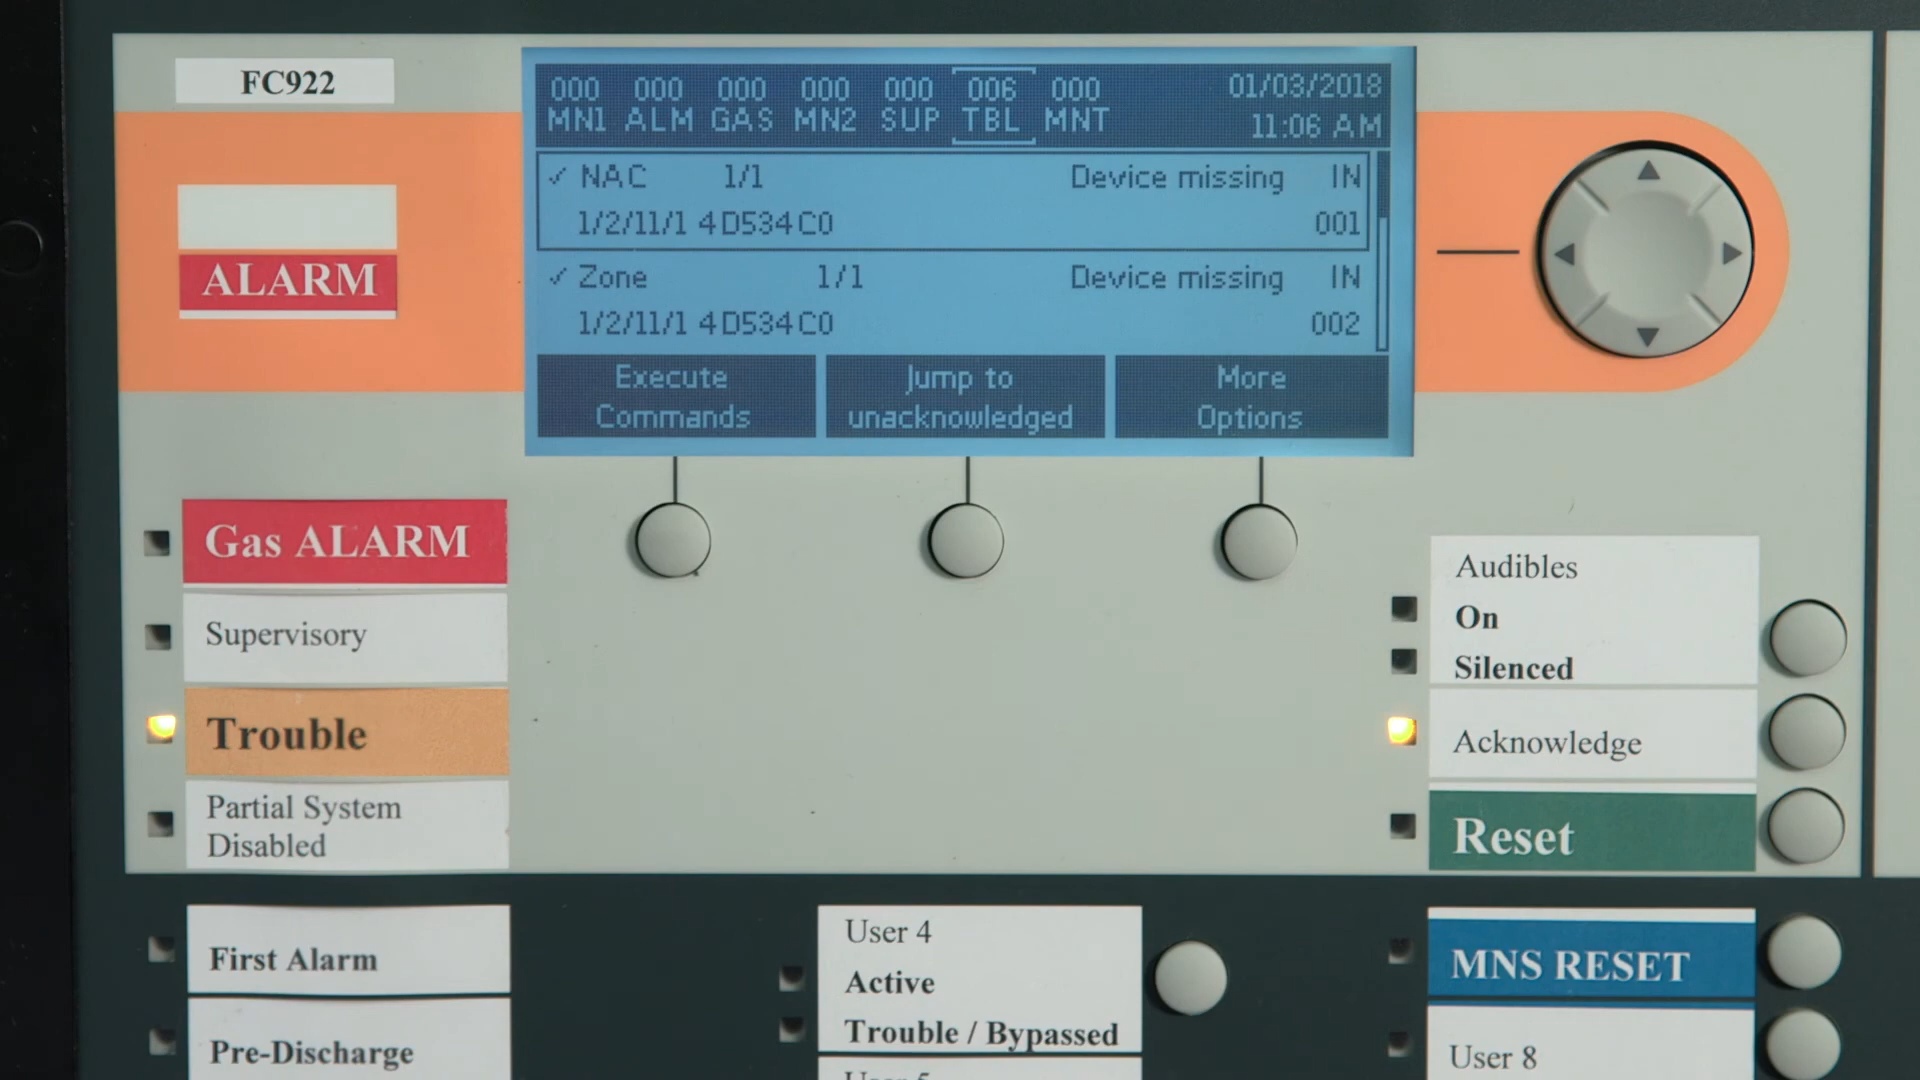 FC922
000 000 000 000 000 006 000 01/03/2018
MN1 ALM GAS MN2 SUP TBL MNT 11:06 AM
✓ NAC 1/1 Device missing IN
1/2/11/1 4D534C0 001
✓ Zone 1/1 Device missing IN
1/2/11/1 4D534C0 002
Execute Commands
Jump to unacknowledged
More Options
ALARM
Gas ALARM
Supervisory
Trouble
Partial System
Disabled
Audibles
On
Silenced
Acknowledge
Reset
First Alarm
Pre-Discharge
User 4
Active
Trouble / Bypassed
MNS RESET
User 8